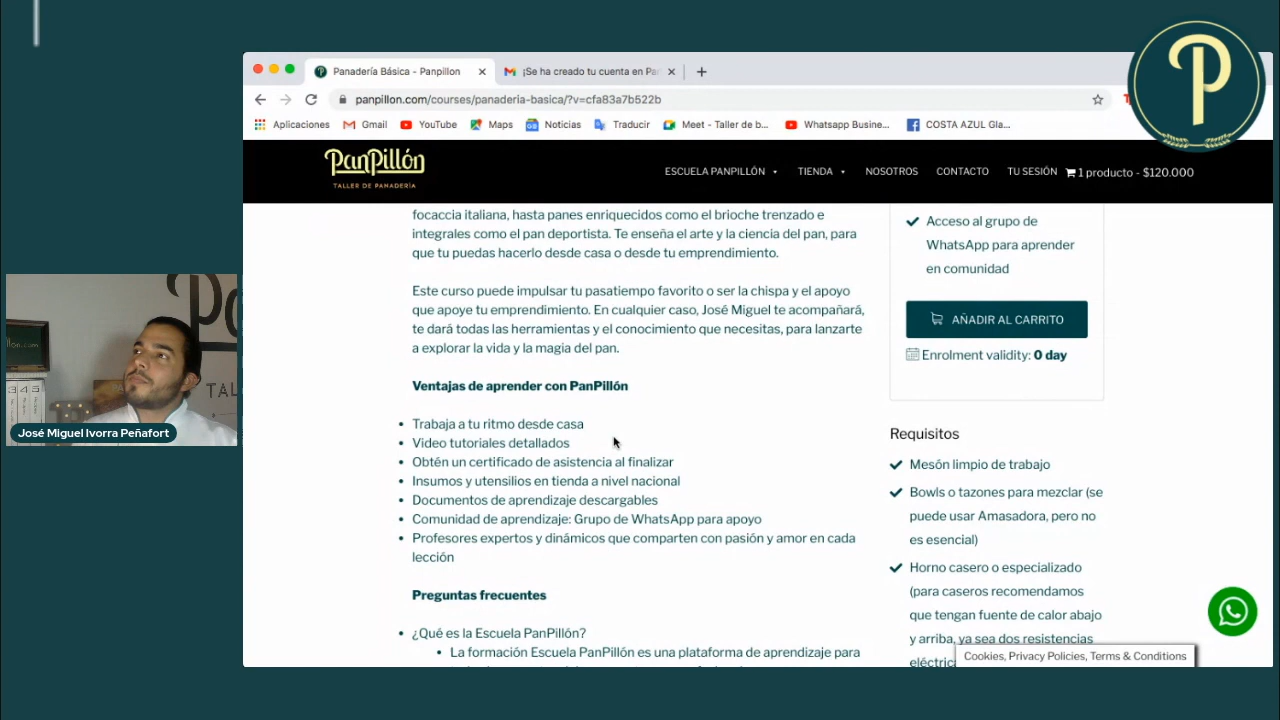 Panadería Básica - Panpillon
¡Se ha creado tu cuenta en Pan
panpillon.com/courses/panaderia-basica/?v=cfa83a7b522b
Aplicaciones
Gmail
YouTube
Maps
Noticias
Traducir
Meet - Taller de b...
Whatsapp Busine...
COSTA AZUL Gla...
P
PanPillón
TALLER DE PANADERÍA
ESCUELA PANPILLÓN
TIENDA
NOSOTROS
CONTACTO
TU SESIÓN
1 producto - $120.000
focaccia italiana, hasta panes enriquecidos como el brioche trenzado e
integrales como el pan deportista. Te enseña el arte y la ciencia del pan, para
que tu puedas hacerlo desde casa o desde tu emprendimiento.
Este curso puede impulsar tu pasatiempo favorito o ser la chispa y el apoyo
que apoye tu emprendimiento. En cualquier caso, José Miguel te acompañará,
te dará todas las herramientas y el conocimiento que necesitas, para lanzarte
a explorar la vida y la magia del pan.
Ventajas de aprender con PanPillón
Trabaja a tu ritmo desde casa
Video tutoriales detallados
Obtén un certificado de asistencia al finalizar
Insumos y utensilios en tienda a nivel nacional
Documentos de aprendizaje descargables
Comunidad de aprendizaje: Grupo de WhatsApp para apoyo
Profesores expertos y dinámicos que comparten con pasión y amor en cada
lección
Preguntas frecuentes
¿Qué es la Escuela PanPillón?
La formación Escuela PanPillón es una plataforma de aprendizaje para
Acceso al grupo de
WhatsApp para aprender
en comunidad
AÑADIR AL CARRITO
Enrolment validity: 0 day
Requisitos
Mesón limpio de trabajo
Bowls o tazones para mezclar (se
puede usar Amasadora, pero no
es esencial)
Horno casero o especializado
(para caseros recomendamos
que tengan fuente de calor abajo
y arriba, ya sea dos resistencias
Cookies, Privacy Policies, Terms & Conditions
José Miguel Ivorra Peñafort